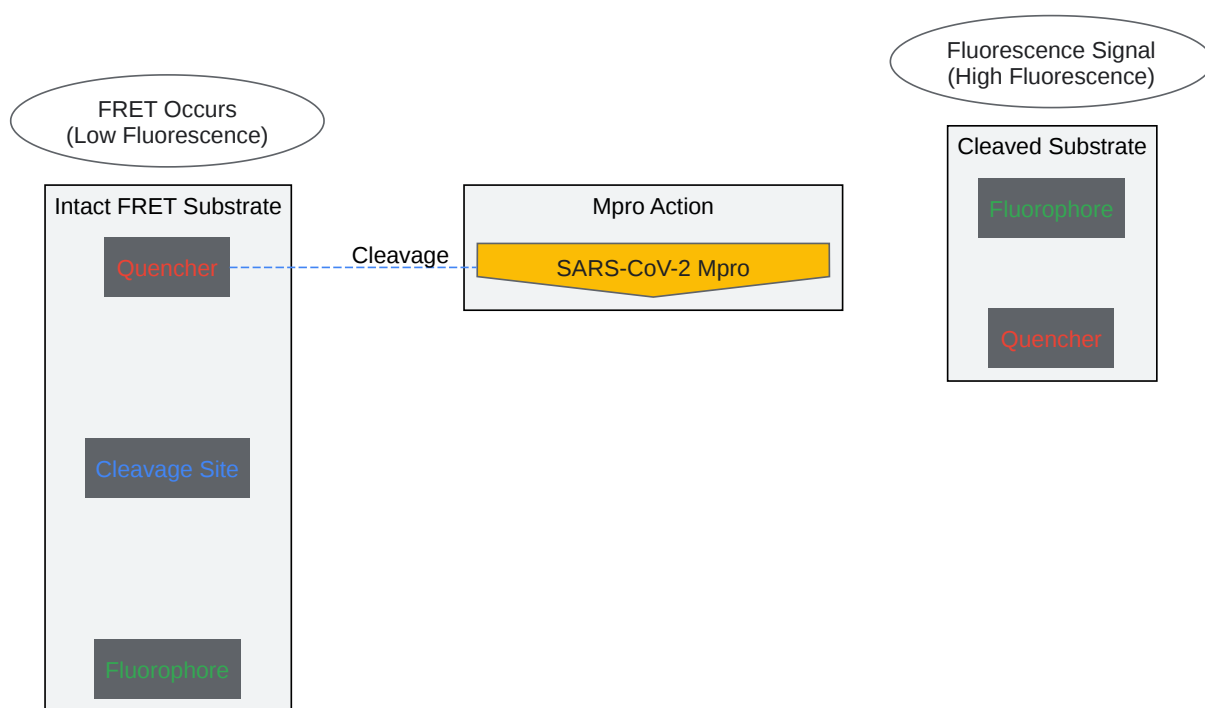 FRET Occurs
(Low Fluorescence)
Intact FRET Substrate
Quencher
Cleavage Site
Fluorophore
Cleavage
Mpro Action
SARS-CoV-2 Mpro
Fluorescence Signal
(High Fluorescence)
Cleaved Substrate
Fluorophore
Quencher